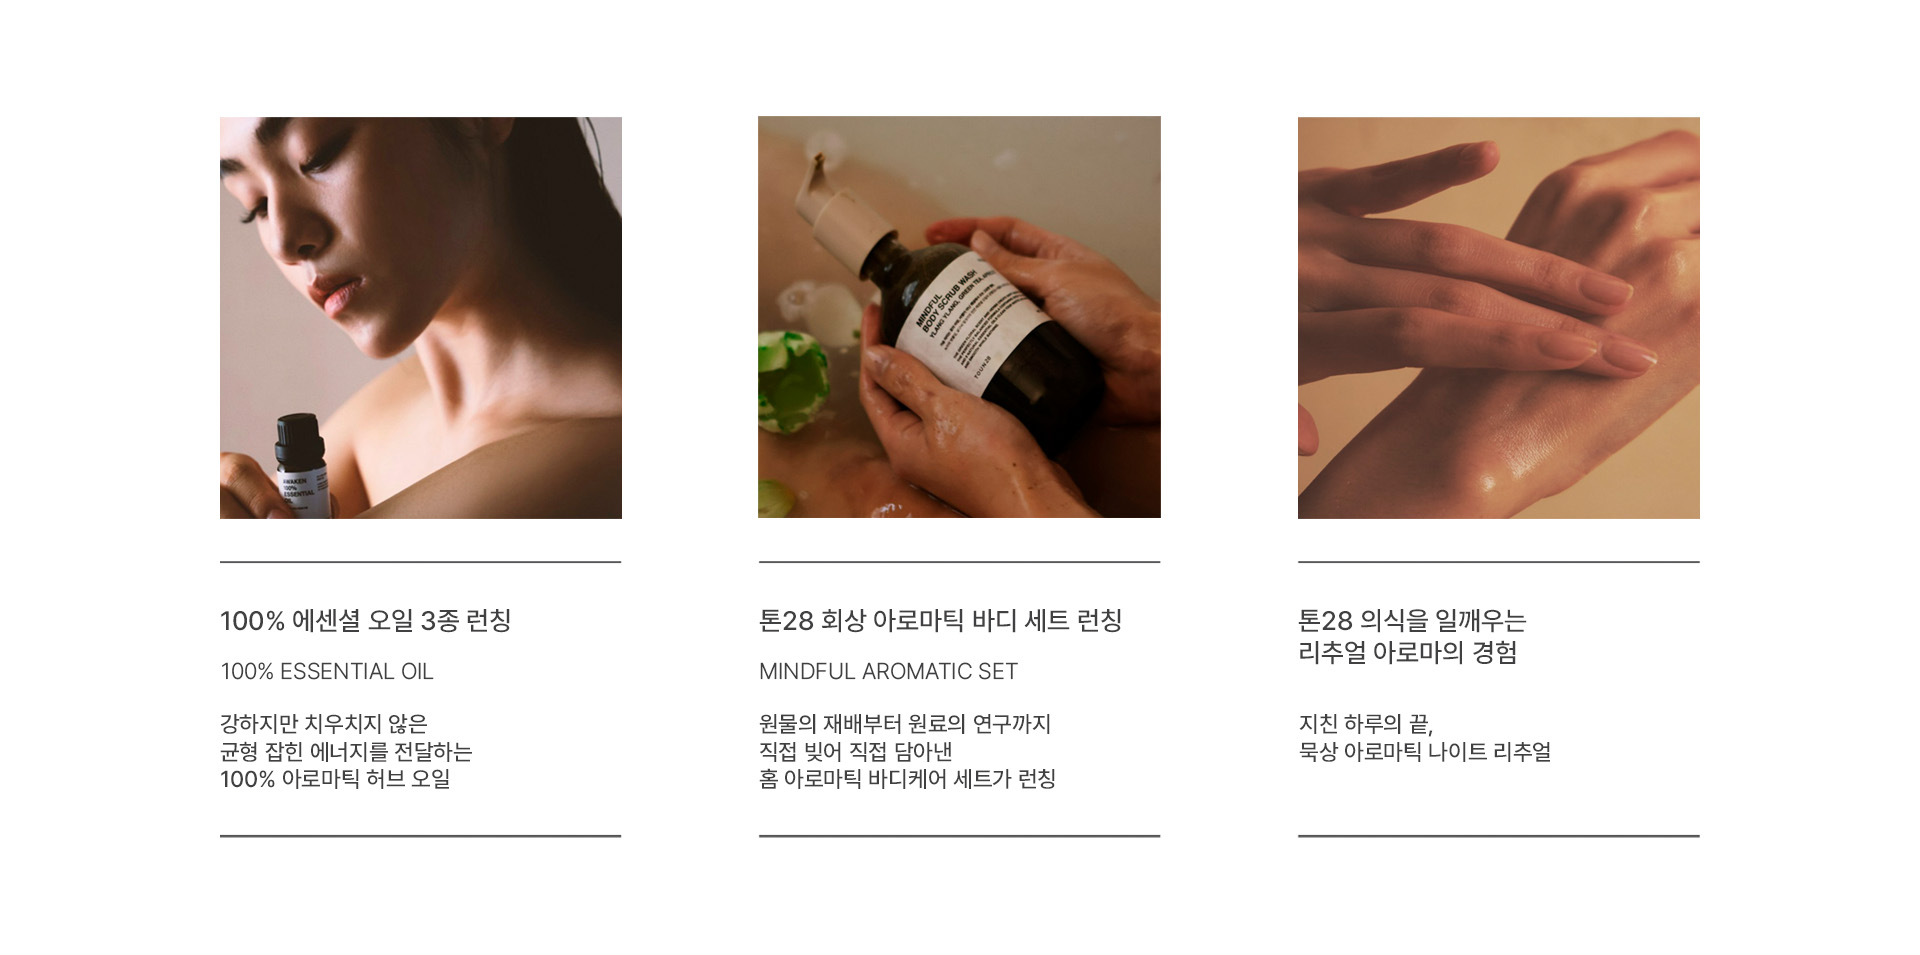 AWAKEN
100%
ESSENTIAL
OIL
MINDFUL
BODY SCRUB WASH
YLANG YLANG, GREEN TEA, APRICOT
TOUN28
100% 에센셜 오일 3종 런칭
100% ESSENTIAL OIL
강하지만 치우치지 않은
균형 잡힌 에너지를 전달하는
100% 아로마틱 허브 오일
톤28 회상 아로마틱 바디 세트 런칭
MINDFUL AROMATIC SET
원물의 재배부터 원료의 연구까지
직접 빚어 직접 담아낸
홈 아로마틱 바디케어 세트가 런칭
톤28 의식을 일깨우는
리추얼 아로마의 경험
지친 하루의 끝,
묵상 아로마틱 나이트 리추얼